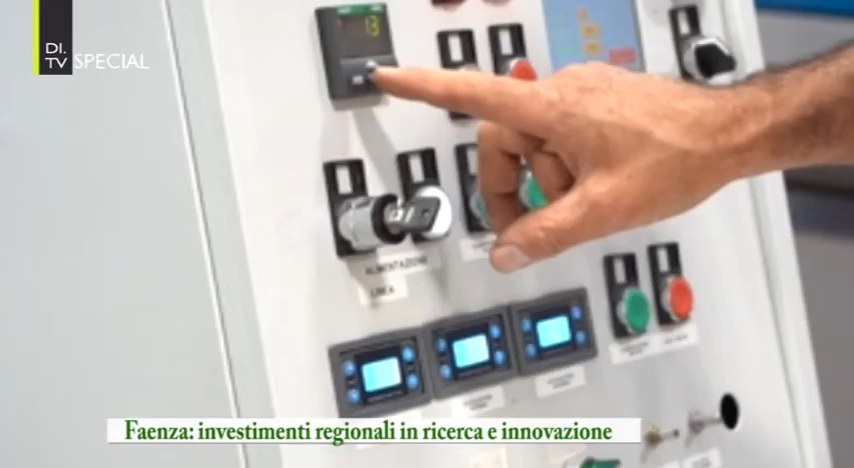 DI.
TV SPECIAL
13
ALIMENTAZIONE
LINEA
Faenza: investimenti regionali in ricerca e innovazione